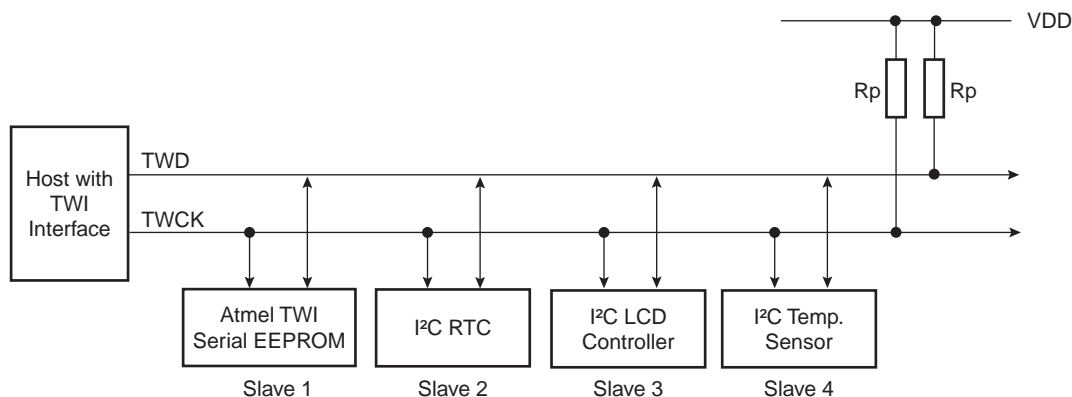 VDD
Rp Rp
Host with
TWI
Interface
TWD
TWCK
Atmel TWI
Serial EEPROM
Slave 1
I²C RTC
Slave 2
I²C LCD
Controller
Slave 3
I²C Temp.
Sensor
Slave 4